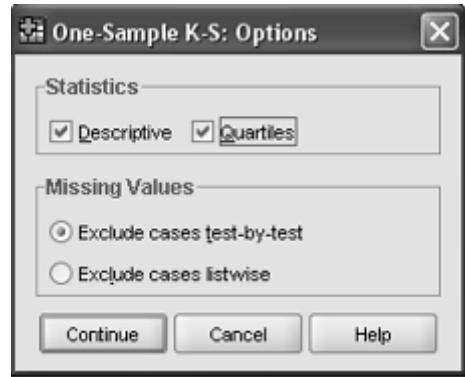 One-Sample K-S: Options
Statistics
Descriptive Quartiles
Missing Values
Exclude cases test-by-test
Exclude cases listwise
Continue Cancel Help